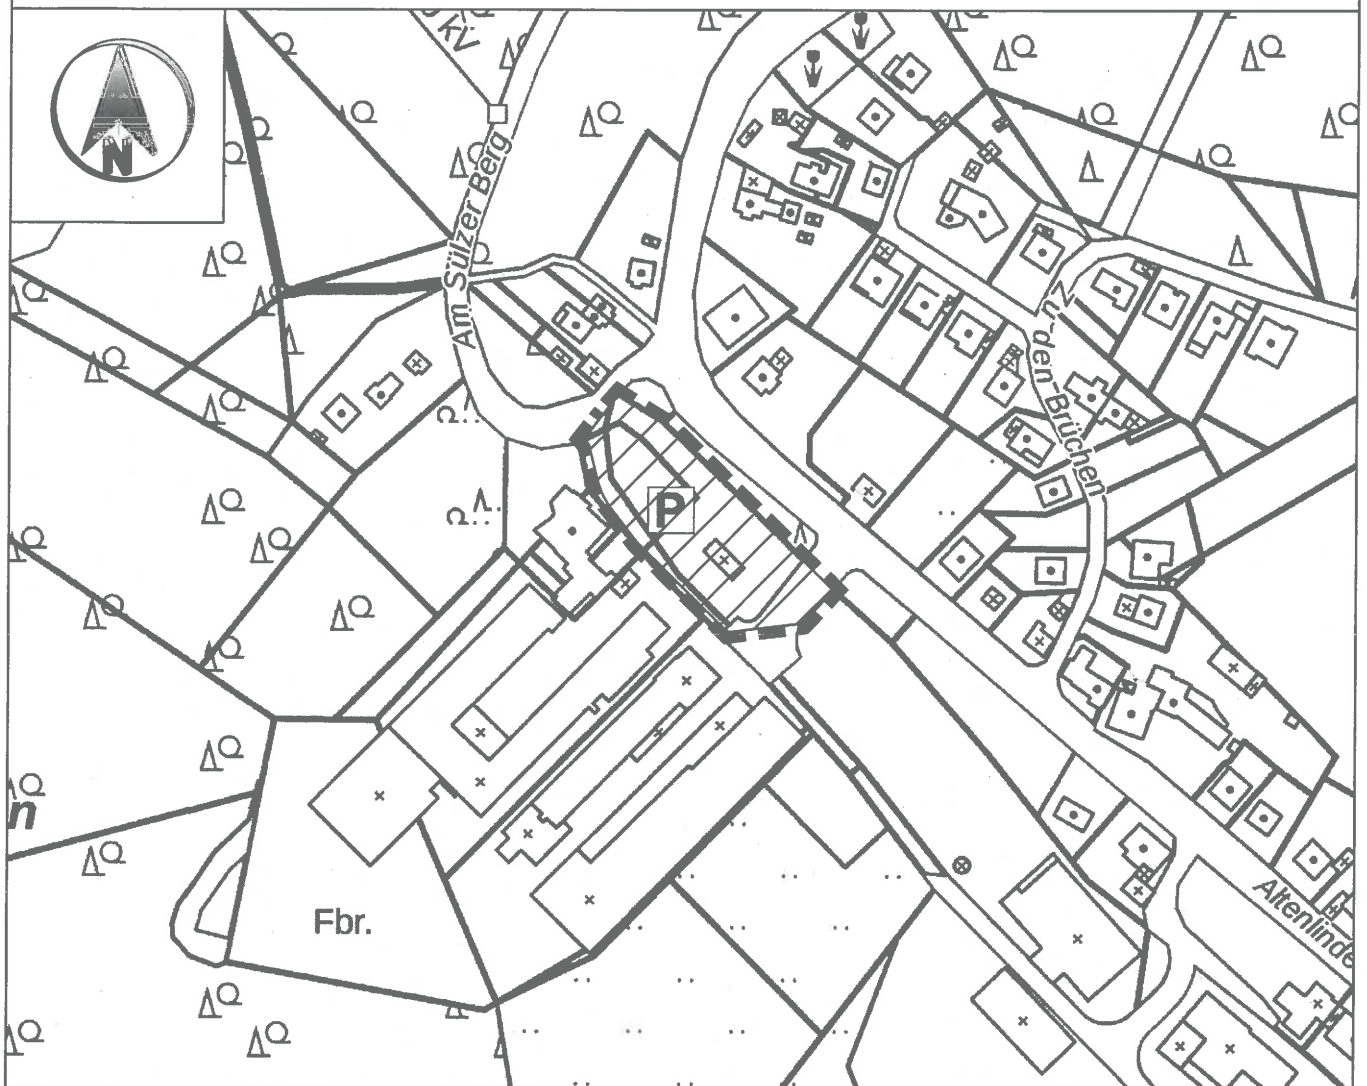 kV
N
Am Sülzer Berg
Zu den Brüchen
P
n
Fbr.
Altenlinde